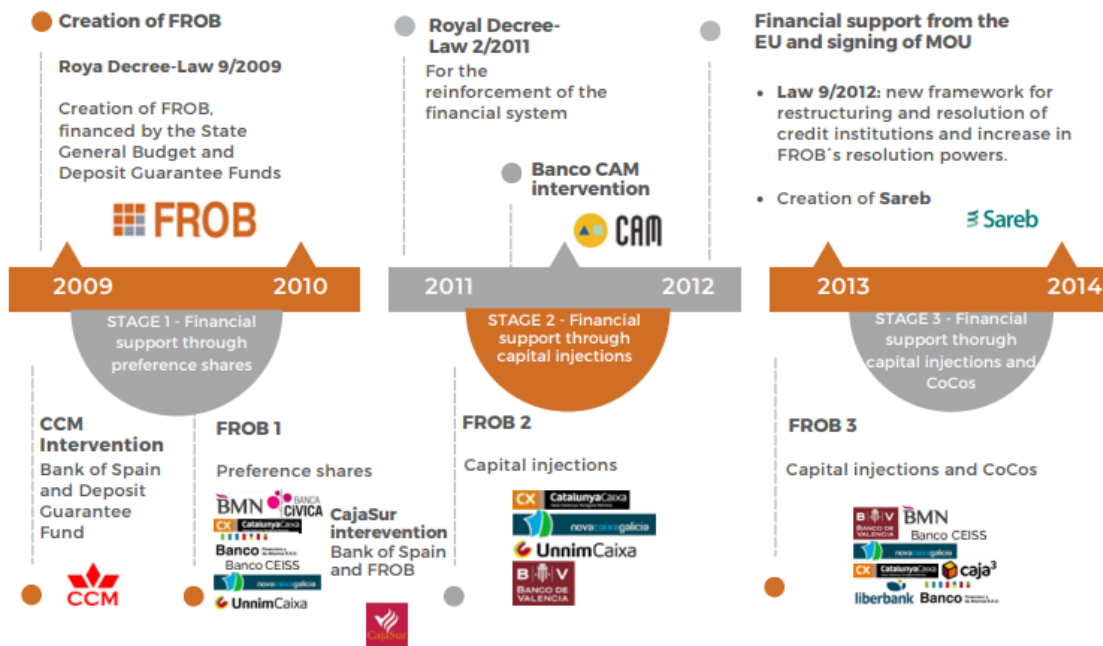 Creation of FROB
Roya Decree-Law 9/2009
Creation of FROB,
financed by the State
General Budget and
Deposit Guarantee Funds
FROB
Royal Decree-
Law 2/2011
For the
reinforcement of the
financial system
Banco CAM
intervention
CAM
Financial support from the
EU and signing of MOU
• Law 9/2012: new framework for
restructuring and resolution of
credit institutions and increase in
FROB´s resolution powers.
• Creation of Sareb
Sareb
2009
2010
2011
2012
2013
2014
STAGE 1 - Financial
support through
preference shares
STAGE 2 - Financial
support through
capital injections
STAGE 3 - Financial
support thorugh
capital injections and
CoCos
CCM
Intervention
Bank of Spain
and Deposit
Guarantee
Fund
CCM
FROB 1
Preference shares
BMN
BANCA
CIVICA
CX CatalunyaCaixa
Banco
Banco CEISS
novacaixagalicia
UnnimCaixa
CajaSur
interevention
Bank of Spain
and FROB
CajaSur
FROB 2
Capital injections
CX CatalunyaCaixa
novacaixagalicia
UnnimCaixa
B V
BANCO DE
VALENCIA
FROB 3
Capital injections and CoCos
B V
BANCO DE
VALENCIA
BMN
Banco CEISS
novacaixagalicia
CX CatalunyaCaixa
caja3
liberbank
Banco